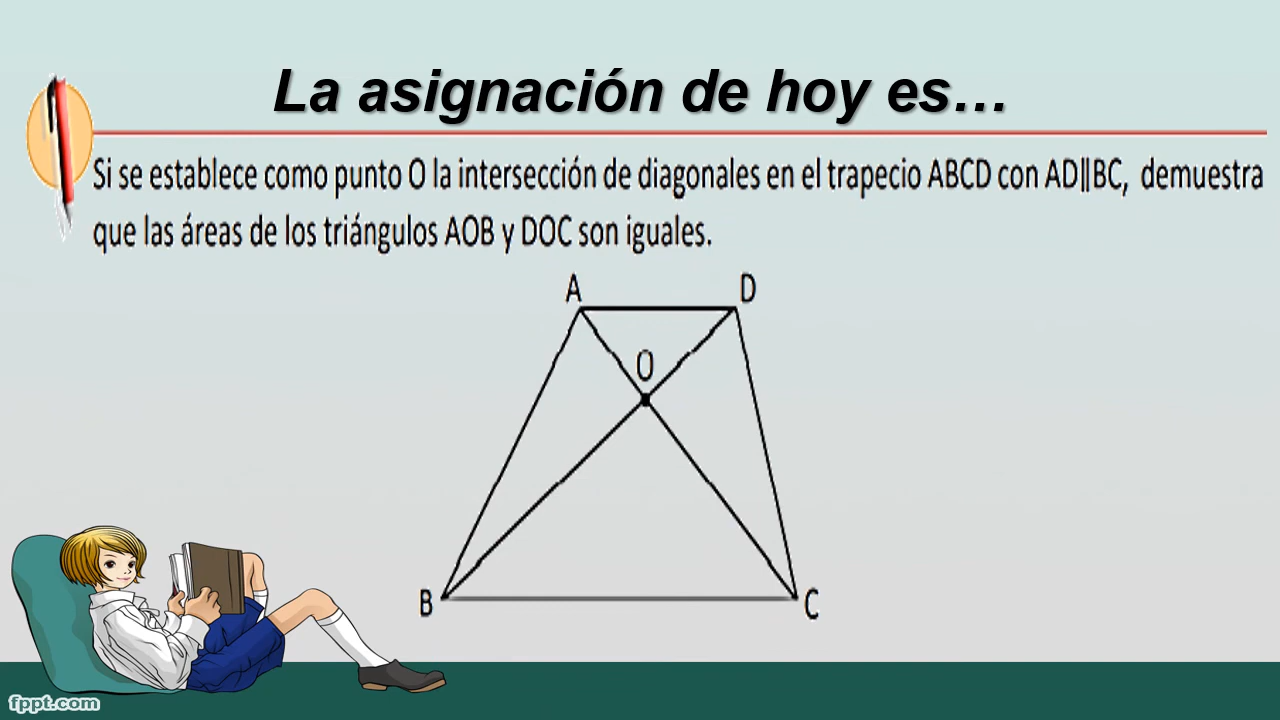 La asignación de hoy es…
Si se establece como punto O la intersección de diagonales en el trapecio ABCD con AD∥BC, demuestra
que las áreas de los triángulos AOB y DOC son iguales.
A D
O
B C
fppt.com